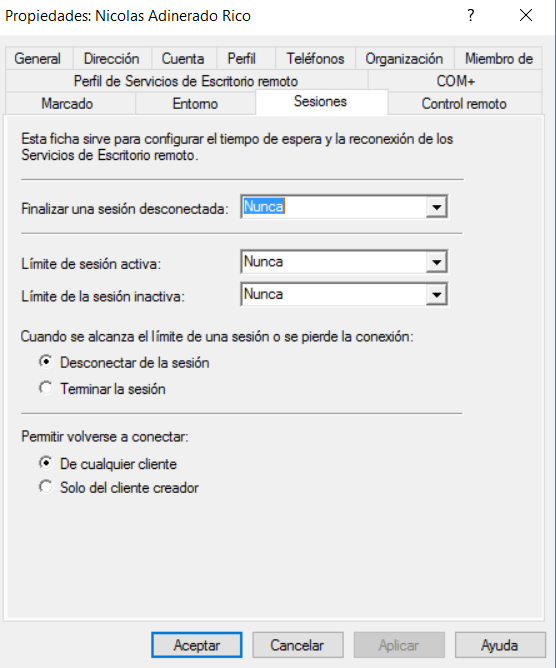 Propiedades: Nicolas Adinerado Rico ? ×
General Dirección Cuenta Perfil Teléfonos Organización Miembro de
Perfil de Servicios de Escritorio remoto COM+
Marcado Entorno Sesiones Control remoto
Esta ficha sirve para configurar el tiempo de espera y la reconexión de los
Servicios de Escritorio remoto.
Finalizar una sesión desconectada: Nunca
Límite de sesión activa: Nunca
Límite de la sesión inactiva: Nunca
Cuando se alcanza el límite de una sesión o se pierde la conexión:
Desconectar de la sesión
Terminar la sesión
Permitir volverse a conectar:
De cualquier cliente
Solo del cliente creador
Aceptar Cancelar Aplicar Ayuda